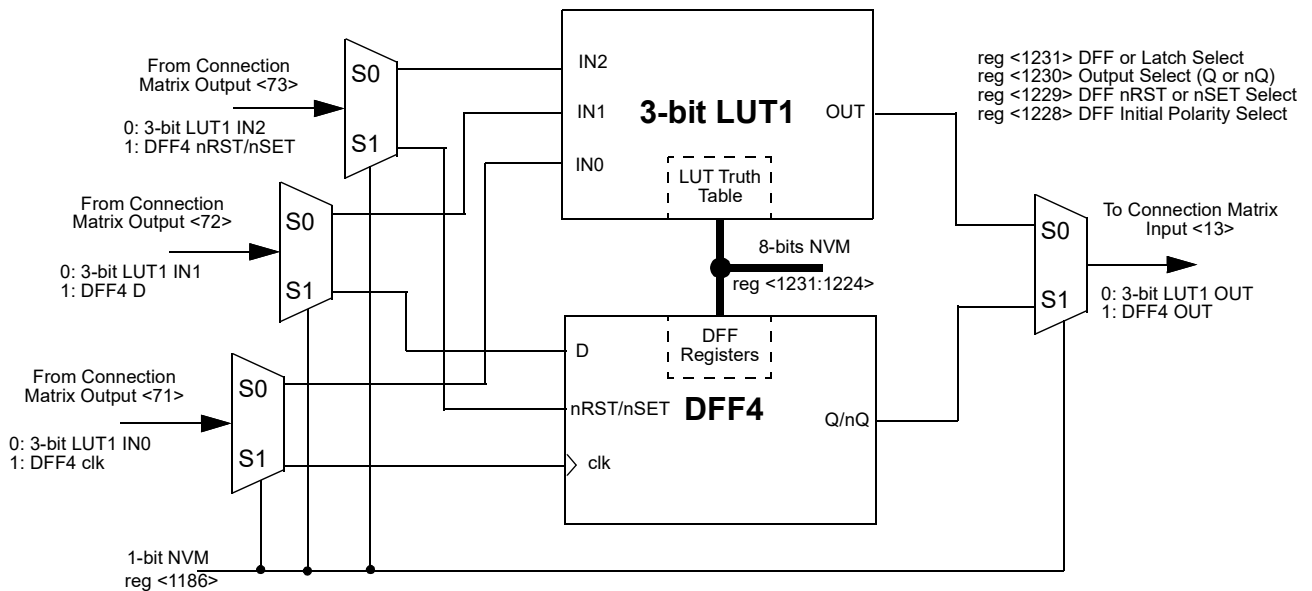 From Connection
Matrix Output <73>
0: 3-bit LUT1 IN2
1: DFF4 nRST/nSET
S0
S1
From Connection
Matrix Output <72>
0: 3-bit LUT1 IN1
1: DFF4 D
S0
S1
From Connection
Matrix Output <71>
0: 3-bit LUT1 IN0
1: DFF4 clk
S0
S1
1-bit NVM
reg <1186>
IN2
IN1
IN0
3-bit LUT1
OUT
LUT Truth
Table
8-bits NVM
reg <1231:1224>
DFF
Registers
D
nRST/nSET
clk
DFF4
Q/nQ
reg <1231> DFF or Latch Select
reg <1230> Output Select (Q or nQ)
reg <1229> DFF nRST or nSET Select
reg <1228> DFF Initial Polarity Select
S0
S1
To Connection Matrix
Input <13>
0: 3-bit LUT1 OUT
1: DFF4 OUT